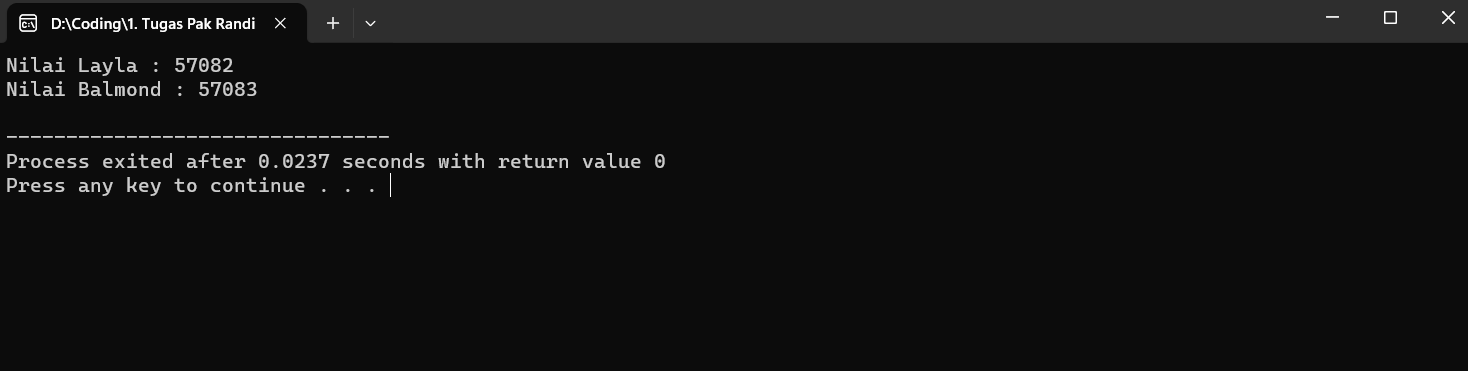 D:\Coding\1. Tugas Pak Randi
Nilai Layla : 57082
Nilai Balmond : 57083
--------------------------------
Process exited after 0.0237 seconds with return value 0
Press any key to continue . . .